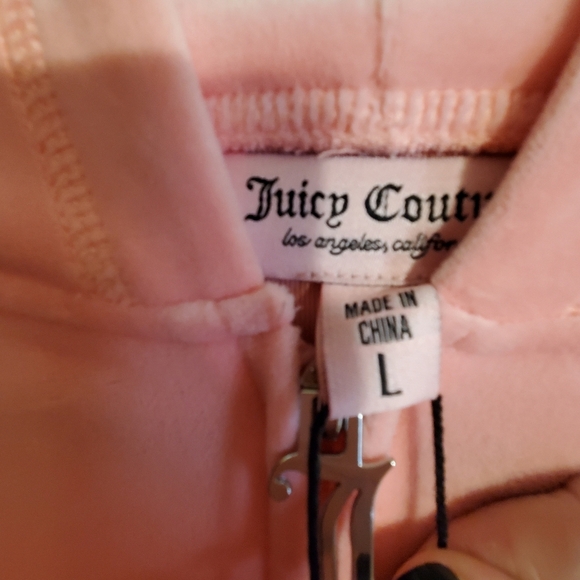 Juicy Coutu
los angeles, califor
MADE IN
CHINA
L